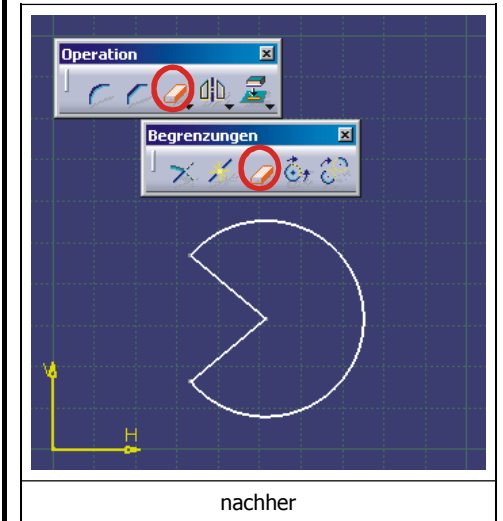 Operation
Begrenzungen
V
H
nachher